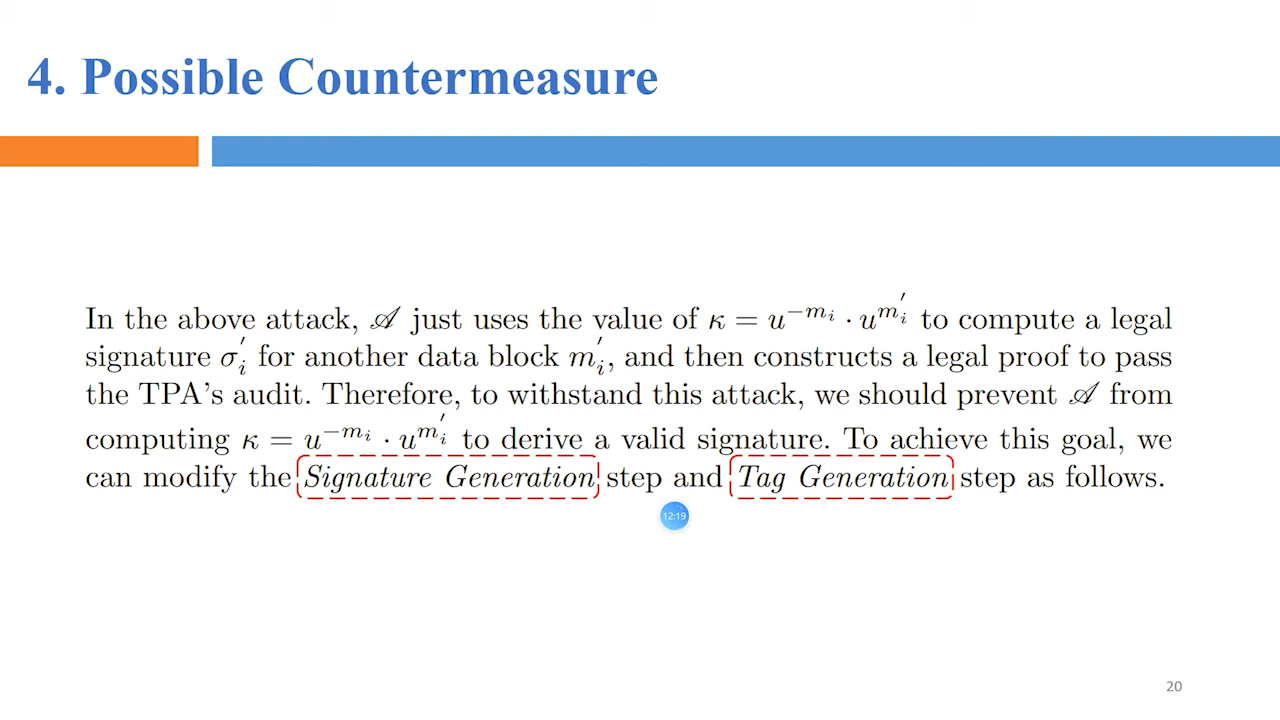 4. Possible Countermeasure
In the above attack, 𝒜 just uses the value of κ = u^{−m_i} · u^{m_i'} to compute a legal
signature σ_i' for another data block m_i', and then constructs a legal proof to pass
the TPA's audit. Therefore, to withstand this attack, we should prevent 𝒜 from
computing κ = u^{−m_i} · u^{m_i'} to derive a valid signature. To achieve this goal, we
can modify the Signature Generation step and Tag Generation step as follows.
12:19
20